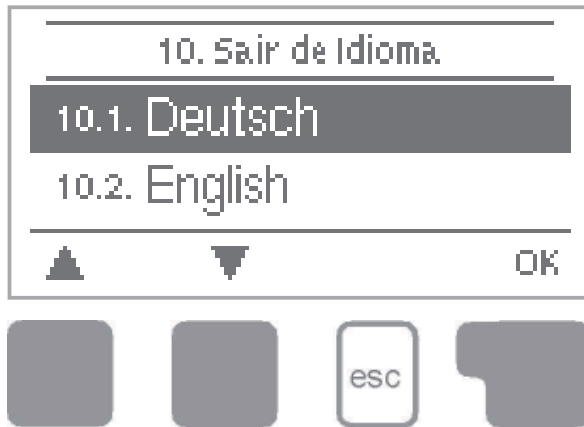 10. Sair de Idioma
10.1. Deutsch
10.2. English
OK
esc